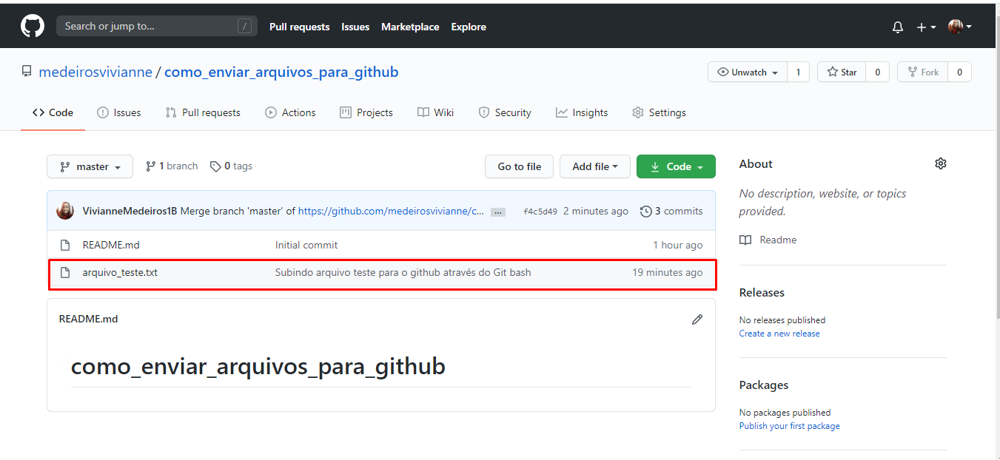 Search or jump to... /
Pull requests Issues Marketplace Explore
medeirosvivianne / como_enviar_arquivos_para_github
Unwatch 1 Star 0 Fork 0
Code Issues Pull requests Actions Projects Wiki Security Insights Settings
master 1 branch 0 tags Go to file Add file Code
VivianneMedeiros1B Merge branch 'master' of https://github.com/medeirosvivianne/c... ... f4c5d49 2 minutes ago 3 commits
README.md Initial commit 1 hour ago
arquivo_teste.txt Subindo arquivo teste para o github através do Git bash 19 minutes ago
README.md
como_enviar_arquivos_para_github
About
No description, website, or topics
provided.
Readme
Releases
No releases published
Create a new release
Packages
No packages published
Publish your first package